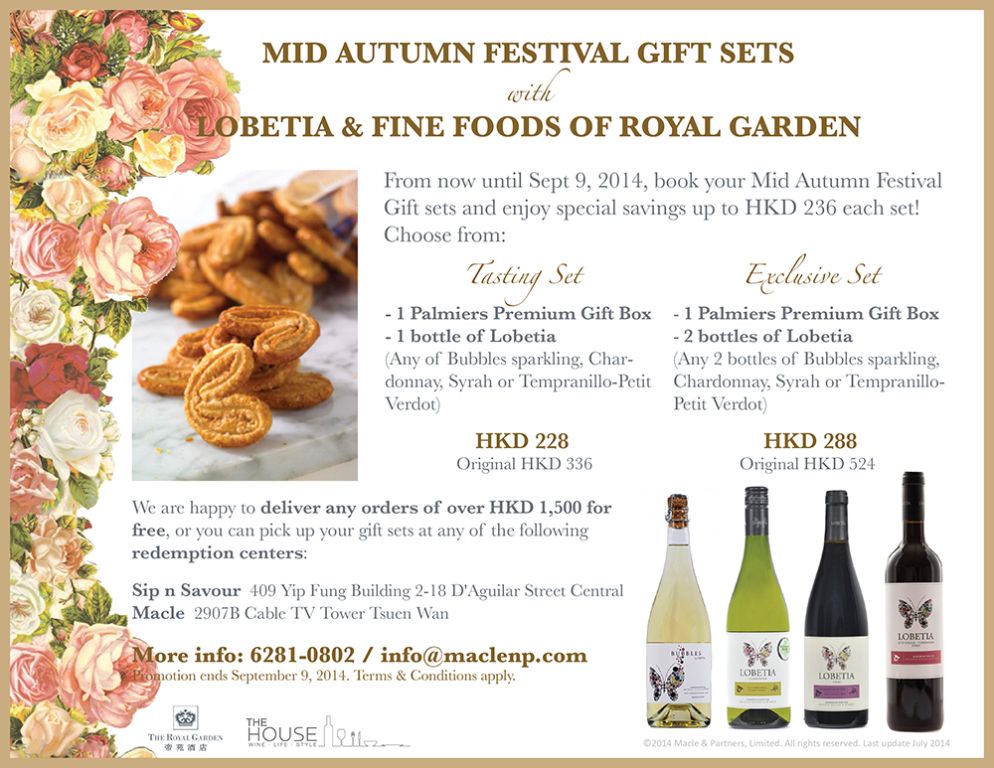 MID AUTUMN FESTIVAL GIFT SETS
with
LOBETIA & FINE FOODS OF ROYAL GARDEN
From now until Sept 9, 2014, book your Mid Autumn Festival
Gift sets and enjoy special savings up to HKD 236 each set!
Choose from:
Tasting Set
- 1 Palmiers Premium Gift Box
- 1 bottle of Lobetia
(Any of Bubbles sparkling, Char-
donnay, Syrah or Tempranillo-Petit
Verdot)
HKD 228
Original HKD 336
Exclusive Set
- 1 Palmiers Premium Gift Box
- 2 bottles of Lobetia
(Any 2 bottles of Bubbles sparkling,
Chardonnay, Syrah or Tempranillo-
Petit Verdot)
HKD 288
Original HKD 524
We are happy to deliver any orders of over HKD 1,500 for
free, or you can pick up your gift sets at any of the following
redemption centers:
Sip n Savour 409 Yip Fung Building 2-18 D'Aguilar Street Central
Macle 2907B Cable TV Tower Tsuen Wan
More info: 6281-0802 / info@maclenp.com
Promotion ends September 9, 2014. Terms & Conditions apply.
THE ROYAL GARDEN
帝苑酒店
THE
HOUSE
WINE · LIFE · STYLE
BUBBLES
LOBETIA
LOBETIA
LOBETIA
©2014 Macle & Partners, Limited. All rights reserved. Last update July 2014